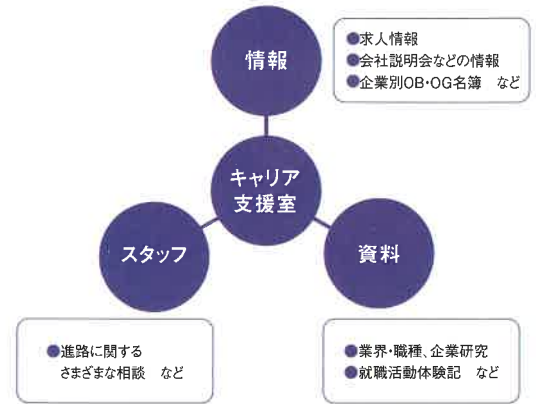 情報
●求人情報
●会社説明会などの情報
●企業別OB・OG名簿　など
キャリア
支援室
スタッフ
資料
●進路に関する
さまざまな相談　など
●業界・職種、企業研究
●就職活動体験記　など